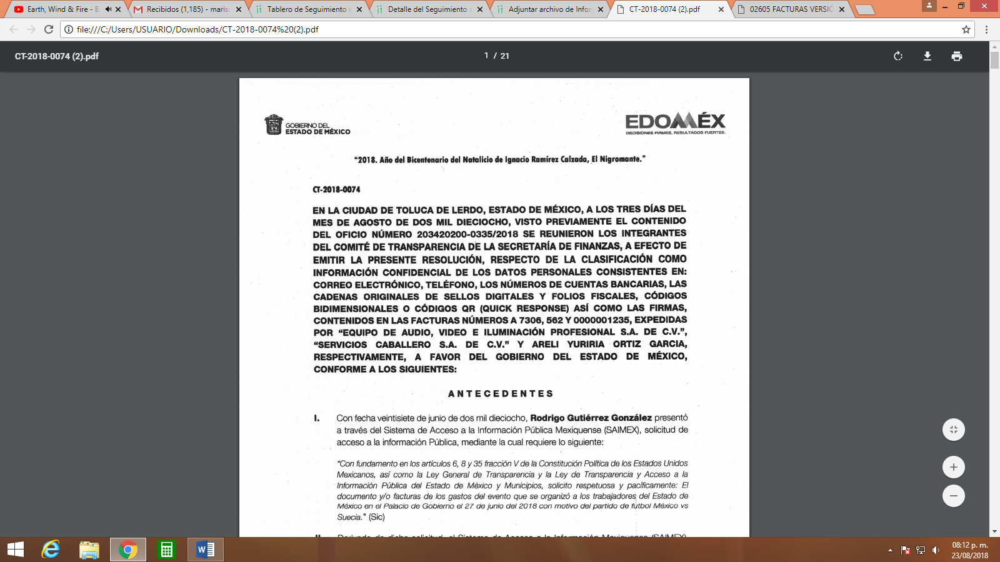 Earth, Wind & Fire - B
Recibidos (1,185) - marisc
Tablero de Seguimiento d
Detalle del Seguimiento d
Adjuntar archivo de Infor
CT-2018-0074 (2).pdf
02605 FACTURAS VERSIÓ
file:///C:/Users/USUARIO/Downloads/CT-2018-0074%20(2).pdf
CT-2018-0074 (2).pdf
1 / 21
GOBIERNO DEL
ESTADO DE MÉXICO
EDOMÉX
DECISIONES FIRMES, RESULTADOS FUERTES.
“2018. Año del Bicentenario del Natalicio de Ignacio Ramírez Calzada, El Nigromante.”
CT-2018-0074
EN LA CIUDAD DE TOLUCA DE LERDO, ESTADO DE MÉXICO, A LOS TRES DÍAS DEL
MES DE AGOSTO DE DOS MIL DIECIOCHO, VISTO PREVIAMENTE EL CONTENIDO
DEL OFICIO NÚMERO 203420200-0335/2018 SE REUNIERON LOS INTEGRANTES
DEL COMITÉ DE TRANSPARENCIA DE LA SECRETARÍA DE FINANZAS, A EFECTO DE
EMITIR LA PRESENTE RESOLUCIÓN, RESPECTO DE LA CLASIFICACIÓN COMO
INFORMACIÓN CONFIDENCIAL DE LOS DATOS PERSONALES CONSISTENTES EN:
CORREO ELECTRÓNICO, TELÉFONO, LOS NÚMEROS DE CUENTAS BANCARIAS, LAS
CADENAS ORIGINALES DE SELLOS DIGITALES Y FOLIOS FISCALES, CÓDIGOS
BIDIMENSIONALES O CÓDIGOS QR (QUICK RESPONSE) ASÍ COMO LAS FIRMAS,
CONTENIDOS EN LAS FACTURAS NÚMEROS A 7306, 562 Y 0000001235, EXPEDIDAS
POR “EQUIPO DE AUDIO, VIDEO E ILUMINACIÓN PROFESIONAL S.A. DE C.V.”,
“SERVICIOS CABALLERO S.A. DE C.V.” Y ARELI YURIRIA ORTIZ GARCIA,
RESPECTIVAMENTE, A FAVOR DEL GOBIERNO DEL ESTADO DE MÉXICO,
CONFORME A LOS SIGUIENTES:
A N T E C E D E N T E S
I. Con fecha veintisiete de junio de dos mil dieciocho, Rodrigo Gutiérrez González presentó
a través del Sistema de Acceso a la Información Pública Mexiquense (SAIMEX), solicitud de
acceso a la información Pública, mediante la cual requiere lo siguiente:
“Con fundamento en los artículos 6, 8 y 35 fracción V de la Constitución Política de los Estados Unidos
Mexicanos, así como la Ley General de Transparencia y la Ley de Transparencia y Acceso a la
Información Pública del Estado de México y Municipios, solicito respetuosa y pacíficamente: El
documento y/o facturas de los gastos del evento que se organizó a los trabajadores del Estado de
México en el Palacio de Gobierno el 27 de junio del 2018 con motivo del partido de futbol México vs
Suecia.” (Sic)
II. Derivado de dicha solicitud, el Sistema de Acceso a la Información Mexiquense (SAIMEX)
08:12 p. m.
23/08/2018